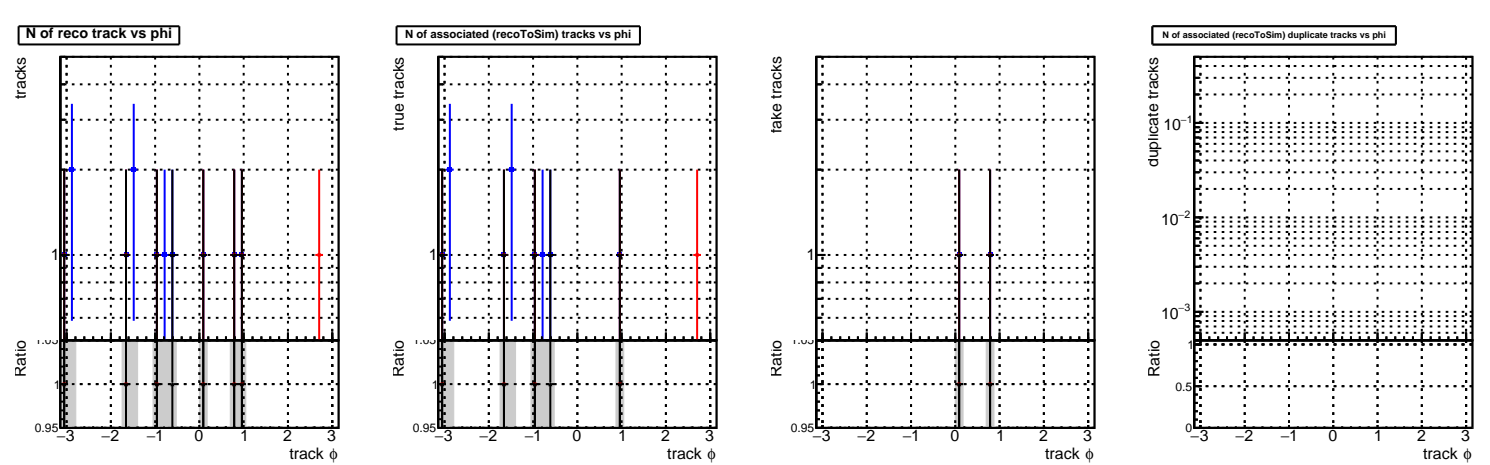 N of reco track vs phi
tracks
1
1.05
Ratio
1
0.95
−3 −2 −1 0 1 2 3
track ϕ
N of associated (recoToSim) tracks vs phi
true tracks
1
1.05
Ratio
1
0.95
−3 −2 −1 0 1 2 3
track ϕ
fake tracks
1
1.05
Ratio
1
0.95
−3 −2 −1 0 1 2 3
track ϕ
N of associated (recoToSim) duplicate tracks vs phi
duplicate tracks
10−1
10−2
10−3
Ratio
1
0.5
0
−3 −2 −1 0 1 2 3
track ϕ